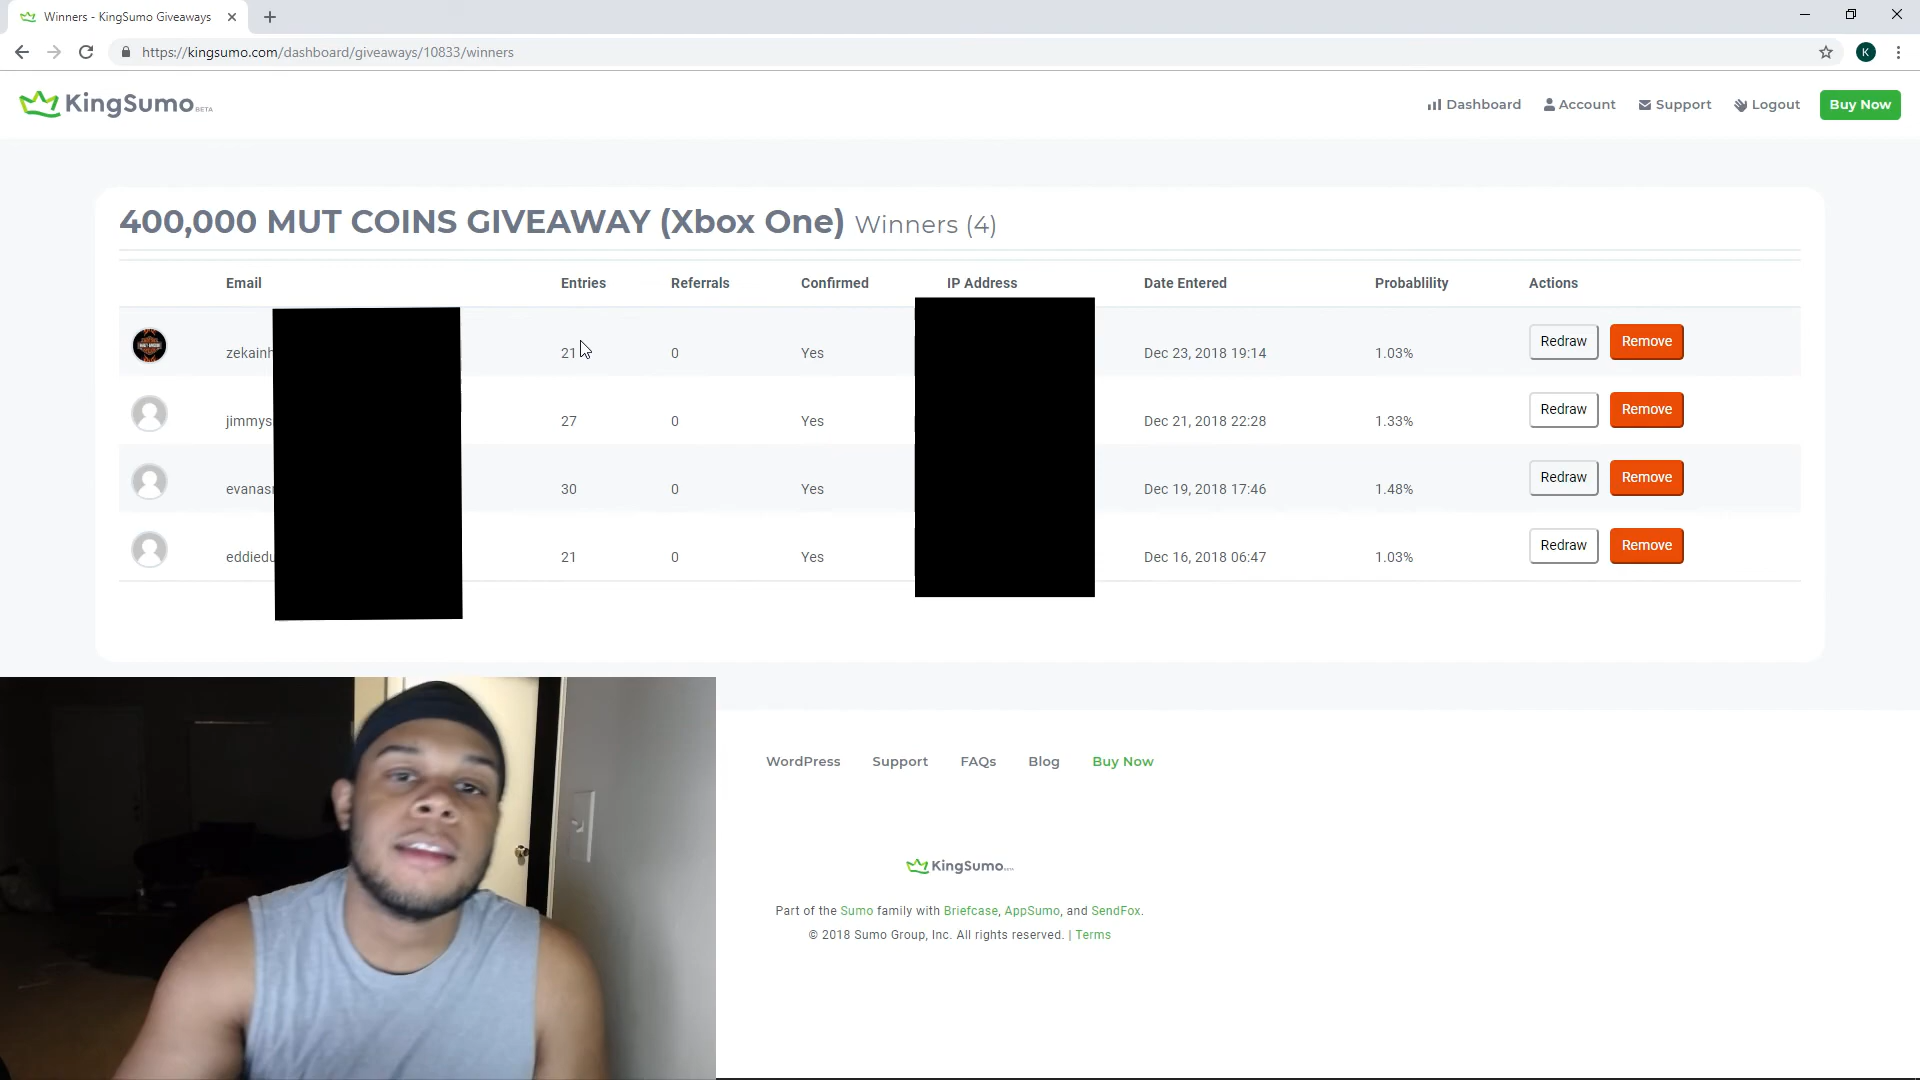 Winners - KingSumo Giveaways
https://kingsumo.com/dashboard/giveaways/10833/winners
K
KingSumo BETA
Dashboard Account Support Logout Buy Now
400,000 MUT COINS GIVEAWAY (Xbox One) Winners (4)
Email Entries Referrals Confirmed IP Address Date Entered Probablility Actions
zekainh 21 0 Yes Dec 23, 2018 19:14 1.03% Redraw Remove
jimmys 27 0 Yes Dec 21, 2018 22:28 1.33% Redraw Remove
evanas 30 0 Yes Dec 19, 2018 17:46 1.48% Redraw Remove
eddiedu 21 0 Yes Dec 16, 2018 06:47 1.03% Redraw Remove
WordPress Support FAQs Blog Buy Now
KingSumo
Part of the Sumo family with Briefcase, AppSumo, and SendFox.
© 2018 Sumo Group, Inc. All rights reserved. | Terms